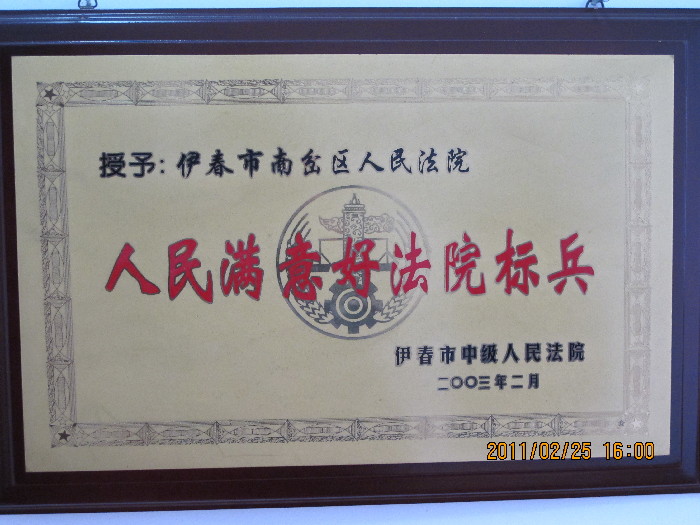 授予：伊春市南岔区人民法院
人民满意好法院标兵
伊春市中级人民法院
二〇〇三年二月
2011/02/25 16:00